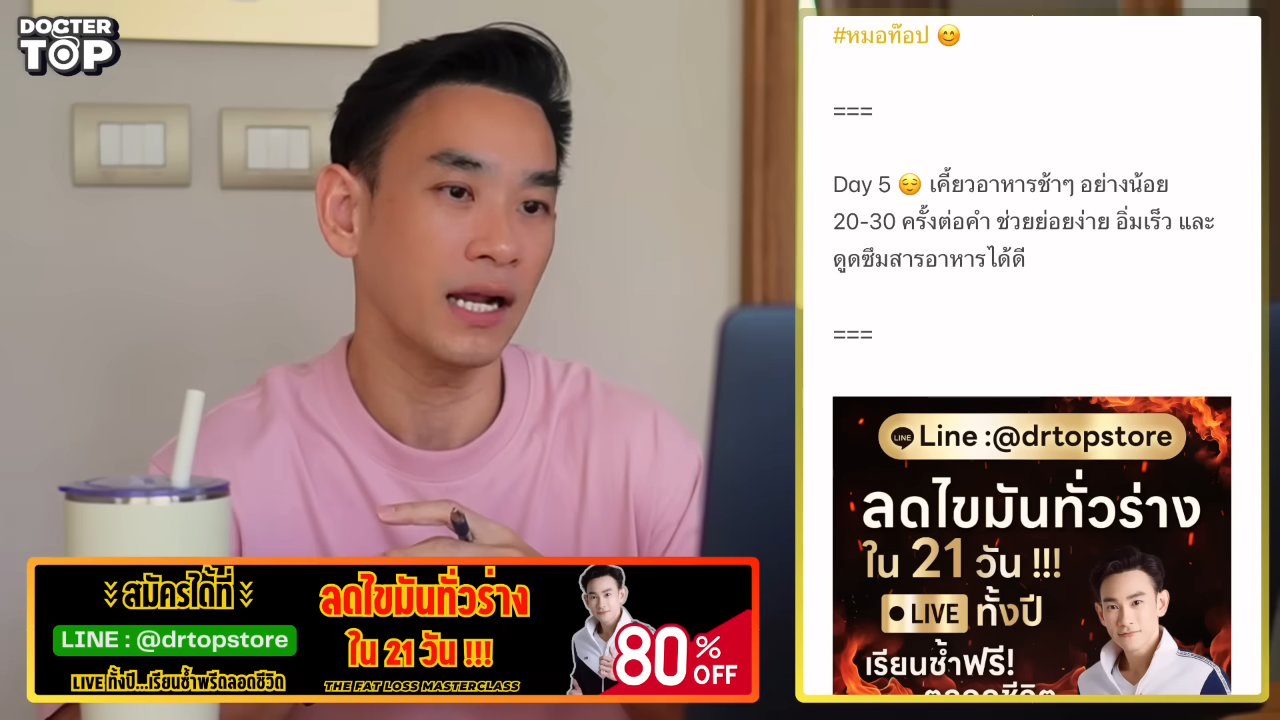 DOCTER
TOP
#หมอท๊อป 😊
===
Day 5 😌 เคี้ยวอาหารช้าๆ อย่างน้อย
20-30 ครั้งต่อคำ ช่วยย่อยง่าย อิ่มเร็ว และ
ดูดซึมสารอาหารได้ดี
===
LINE Line :@drtopstore
ลดไขมันทั่วร่าง
ใน 21 วัน !!!
LIVE ทั้งปี
เรียนซ้ำฟรี!
สมัครได้ที่
LINE : @drtopstore
LIVE ทั้งปี...เรียนซ้ำฟรีตลอดชีวิต
ลดไขมันทั่วร่าง
ใน 21 วัน !!!
THE FAT LOSS MASTERCLASS
80% OFF